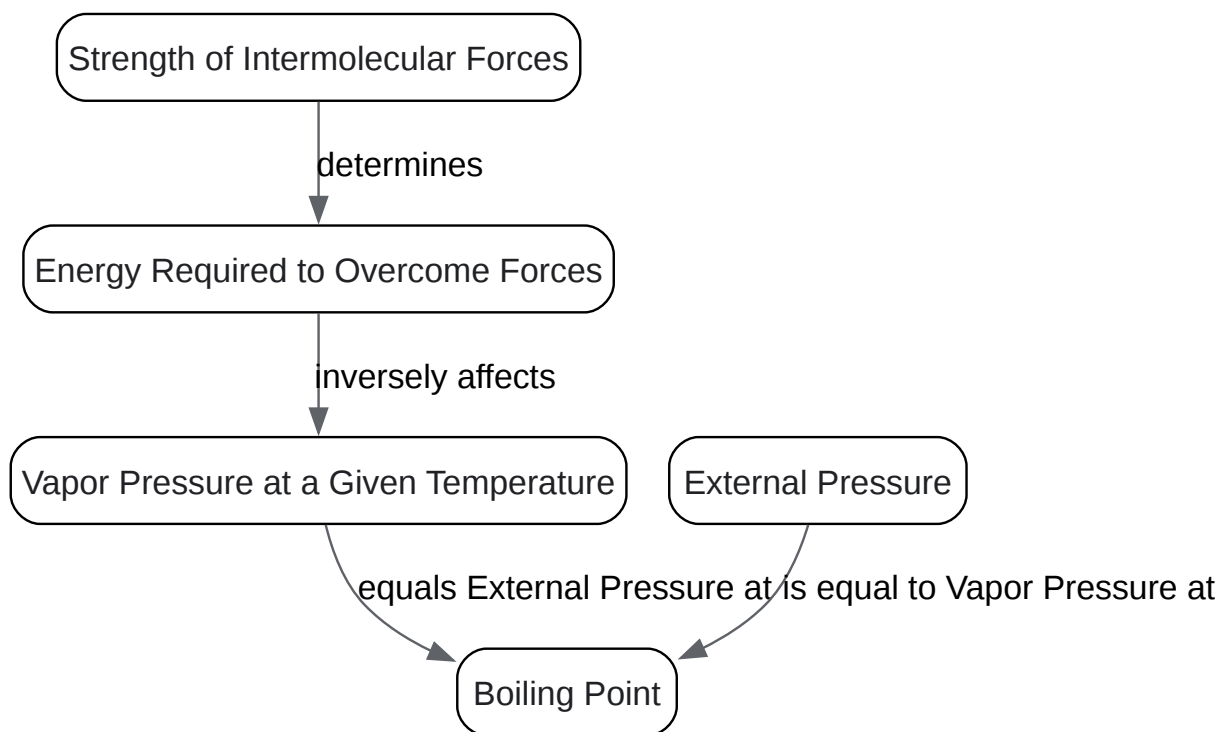 Strength of Intermolecular Forces
determines
Energy Required to Overcome Forces
inversely affects
Vapor Pressure at a Given Temperature
External Pressure
equals External Pressure at
is equal to Vapor Pressure at
Boiling Point